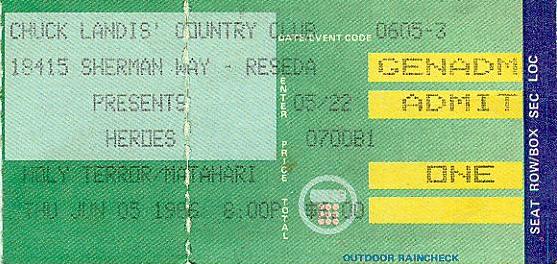 CHUCK LANDIS' COUNTRY CLUB
DATE/EVENT CODE 0605-3
18415 SHERMAN WAY - RESEDA
GENADM
PRESENTS
05/22
ADMIT
HEROES
0700B1
HOLY TERROR/MATAHARI
ONE
THU JUN 05 1986 8:00P
ENTER PRICE TOTAL
OUTDOOR RAINCHECK
SEAT ROW/BOX SEC LOC